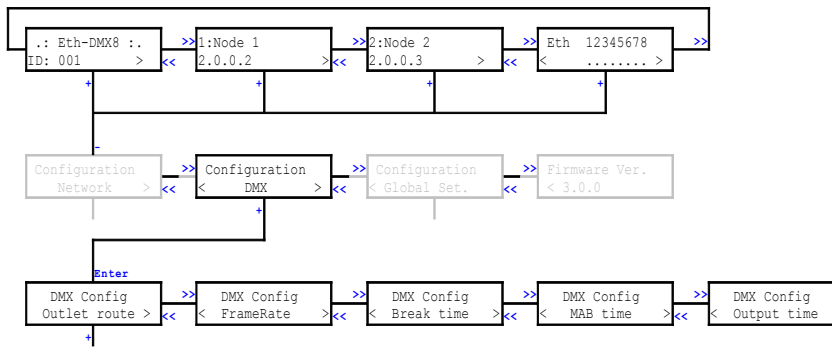 .: Eth-DMX8 :. >> 1:Node 1 >> 2:Node 2 >> Eth 12345678 >>
ID: 001 > << 2.0.0.2 > << 2.0.0.3 > << < ........ >
+ + + +
-
Configuration >> Configuration >> Configuration >> Firmware Ver.
Network > << < DMX > << < Global Set. << < 3.0.0
+
Enter
DMX Config >> DMX Config >> DMX Config >> DMX Config >> DMX Config
Outlet route > << < FrameRate > << < Break time > << < MAB time > << < Output time
+